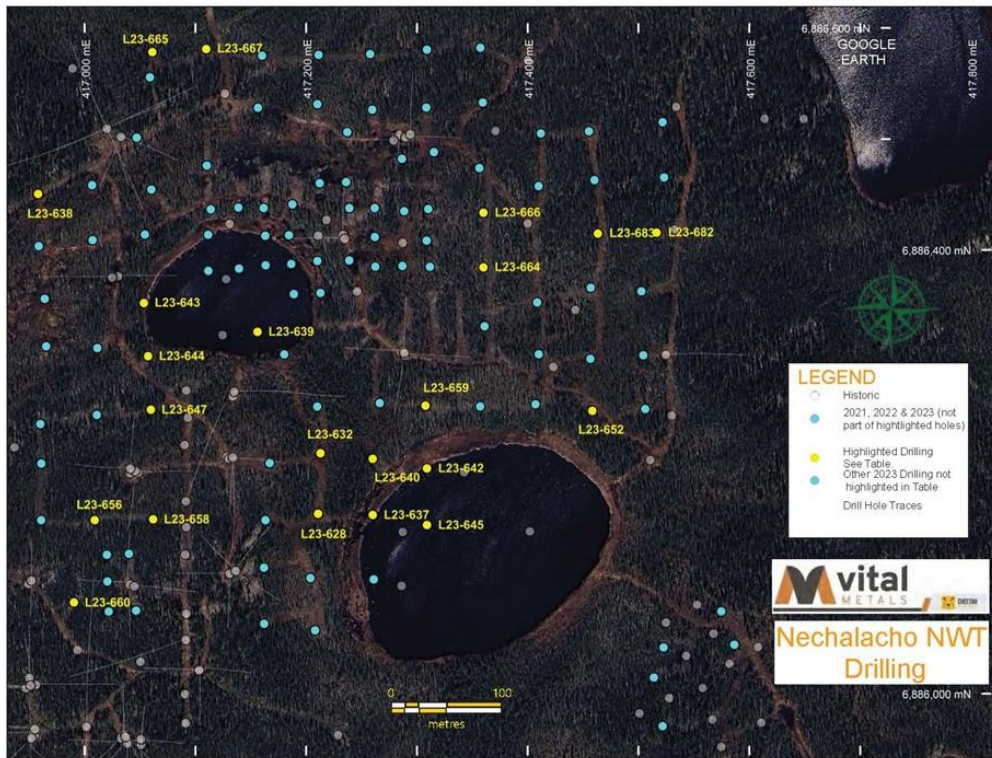 417,000 mE
417,200 mE
417,400 mE
417,600 mE
417,800 mE
6,886,600 mN
GOOGLE
EARTH
L23-665
L23-667
L23-638
L23-666
L23-683
L23-682
6,886,400 mN
L23-664
L23-643
L23-639
L23-644
L23-659
L23-647
L23-652
L23-632
L23-642
L23-640
L23-656
L23-658
L23-628
L23-637
L23-645
L23-660
LEGEND
Historic
2021, 2022 & 2023 (not
part of hightlighted holes)
Highlighted Drilling
See Table.
Other 2023 Drilling not
highlighted in Table
Drill Hole Traces
vital
METALS
CHEETAH
Nechalacho NWT
Drilling
6,886,000 mN
0 100
metres